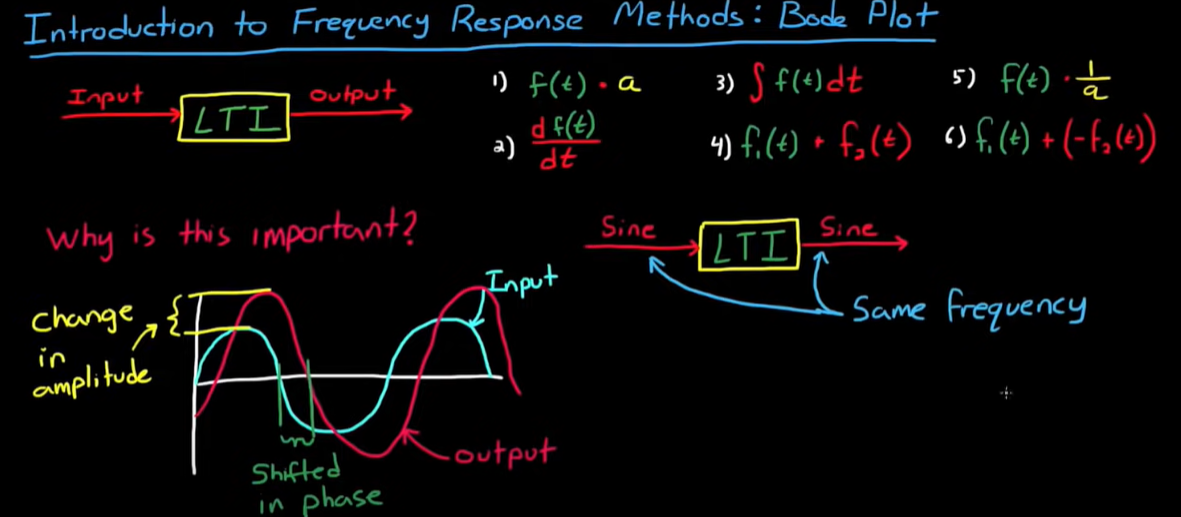 Introduction to Frequency Response Methods: Bode Plot
Input
LTI
output
1) f(t) · a
2) d f(t) / dt
3) ∫ f(t) dt
4) f₁(t) + f₂(t)
5) f(t) · 1/a
6) f₁(t) + (-f₂(t))
Why is this important?
Sine
LTI
Sine
Same frequency
Change
in
amplitude
Input
output
Shifted
in phase